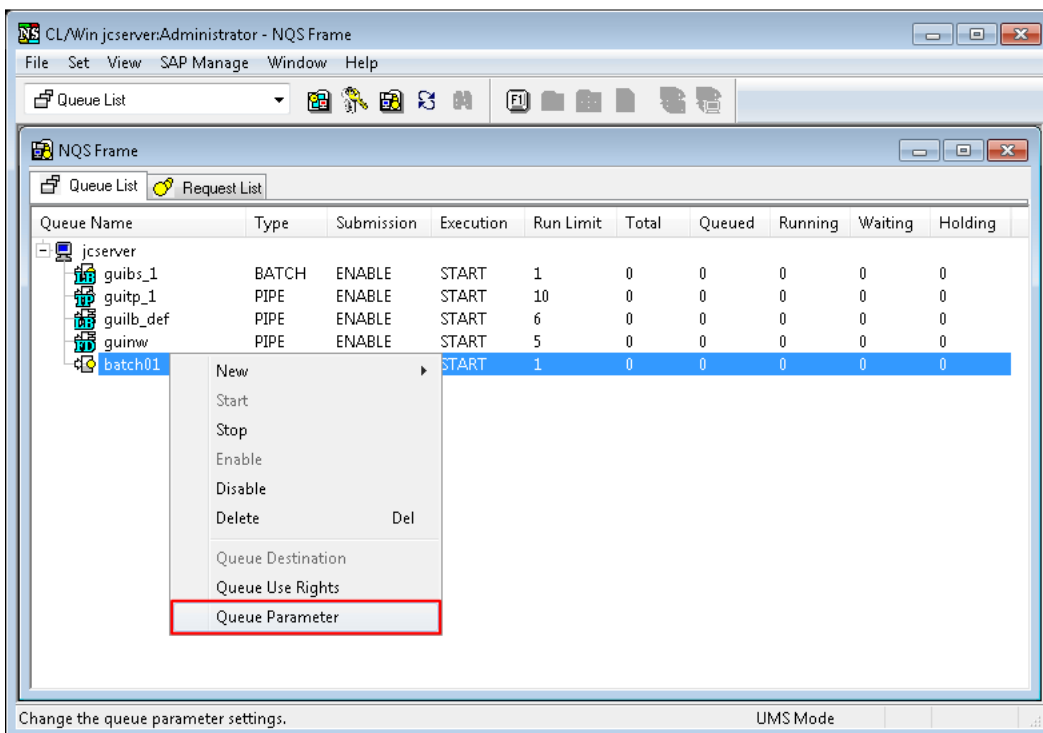 CL/Win jcserver:Administrator - NQS Frame
File Set View SAP Manage Window Help
Queue List
F1
NQS Frame
Queue List Request List
Queue Name Type Submission Execution Run Limit Total Queued Running Waiting Holding
jcserver
guibs_1 BATCH ENABLE START 1 0 0 0 0 0
guitp_1 PIPE ENABLE START 10 0 0 0 0 0
guilb_def PIPE ENABLE START 6 0 0 0 0 0
guinw PIPE ENABLE START 5 0 0 0 0 0
batch01 START 1 0 0 0 0 0
New
Start
Stop
Enable
Disable
Delete Del
Queue Destination
Queue Use Rights
Queue Parameter
Change the queue parameter settings. UMS Mode